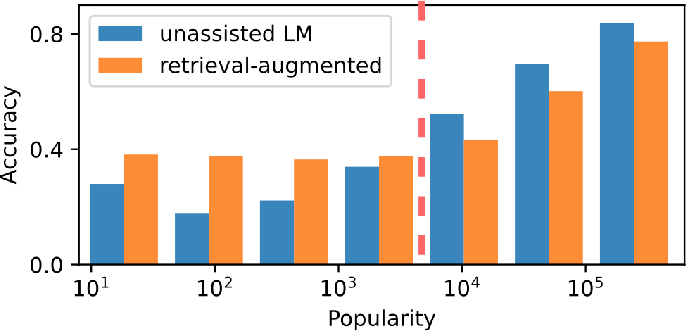 unassisted LM
retrieval-augmented
Accuracy
0.8
0.4
0.0
10¹ 10² 10³ 10⁴ 10⁵
Popularity